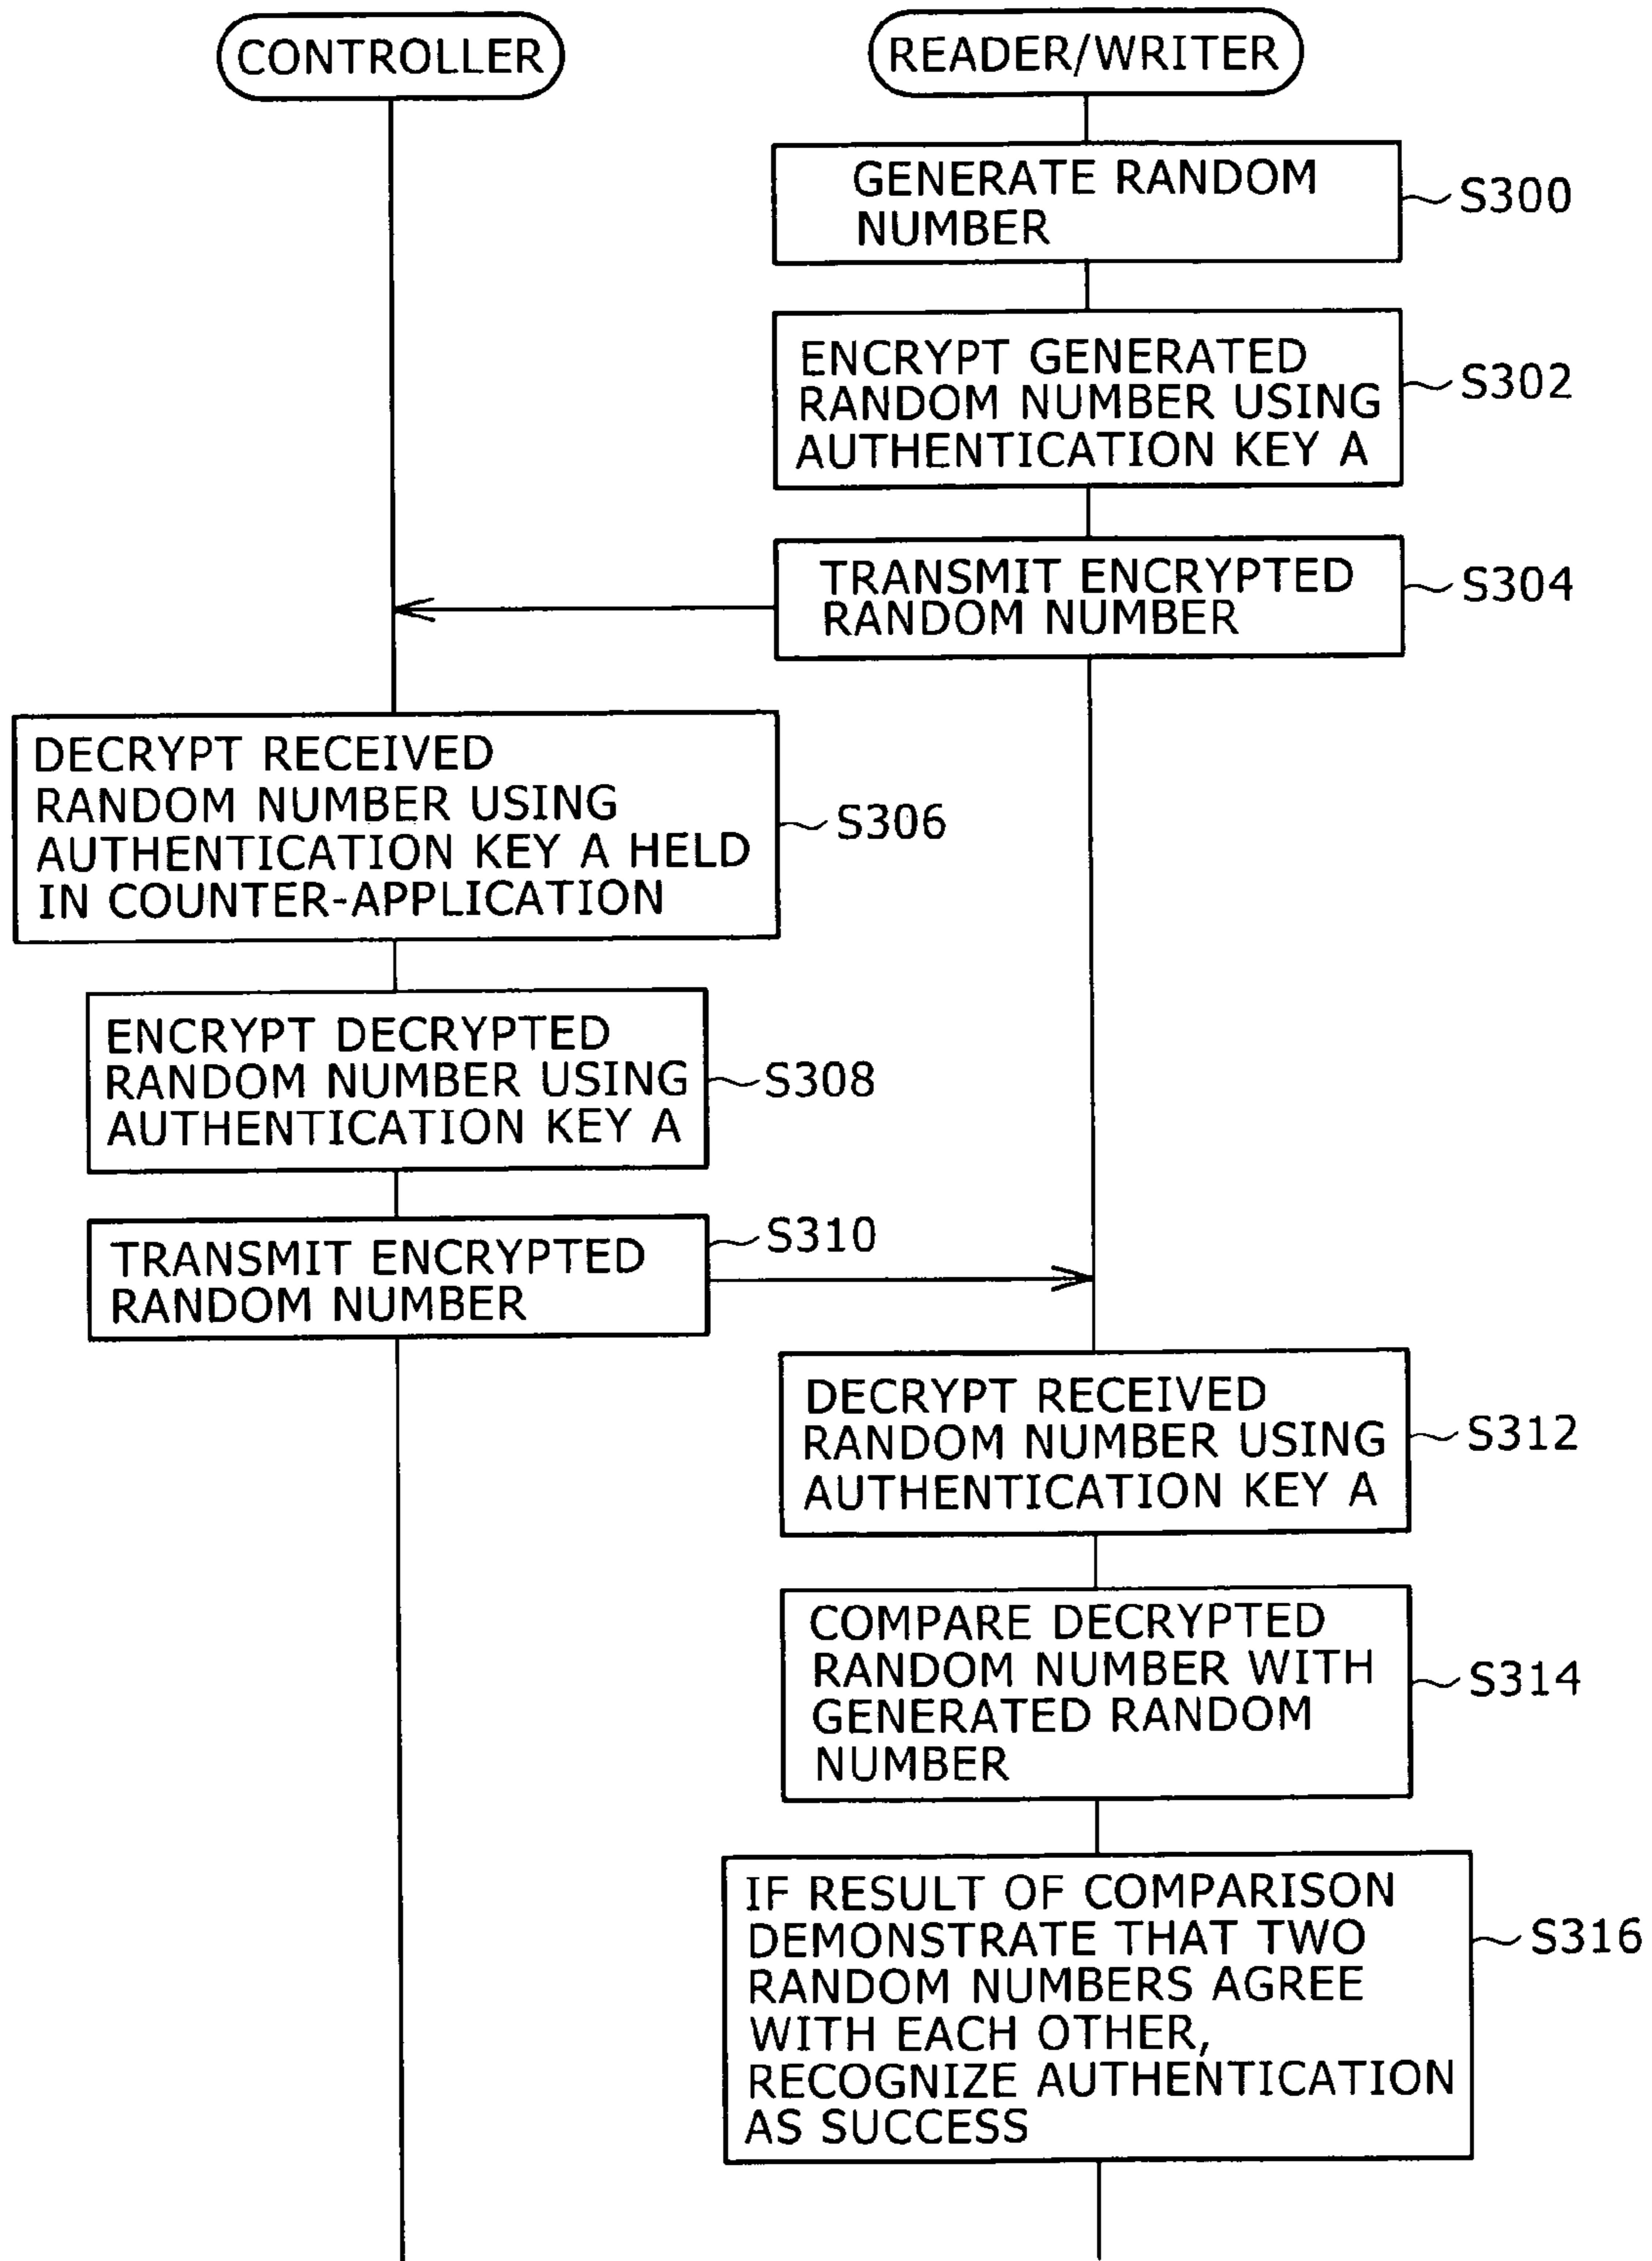 CONTROLLER
READER/WRITER
GENERATE RANDOM
NUMBER
S300
ENCRYPT GENERATED
RANDOM NUMBER USING
AUTHENTICATION KEY A
S302
TRANSMIT ENCRYPTED
RANDOM NUMBER
S304
DECRYPT RECEIVED
RANDOM NUMBER USING
AUTHENTICATION KEY A HELD
IN COUNTER-APPLICATION
S306
ENCRYPT DECRYPTED
RANDOM NUMBER USING
AUTHENTICATION KEY A
S308
TRANSMIT ENCRYPTED
RANDOM NUMBER
S310
DECRYPT RECEIVED
RANDOM NUMBER USING
AUTHENTICATION KEY A
S312
COMPARE DECRYPTED
RANDOM NUMBER WITH
GENERATED RANDOM
NUMBER
S314
IF RESULT OF COMPARISON
DEMONSTRATE THAT TWO
RANDOM NUMBERS AGREE
WITH EACH OTHER,
RECOGNIZE AUTHENTICATION
AS SUCCESS
S316